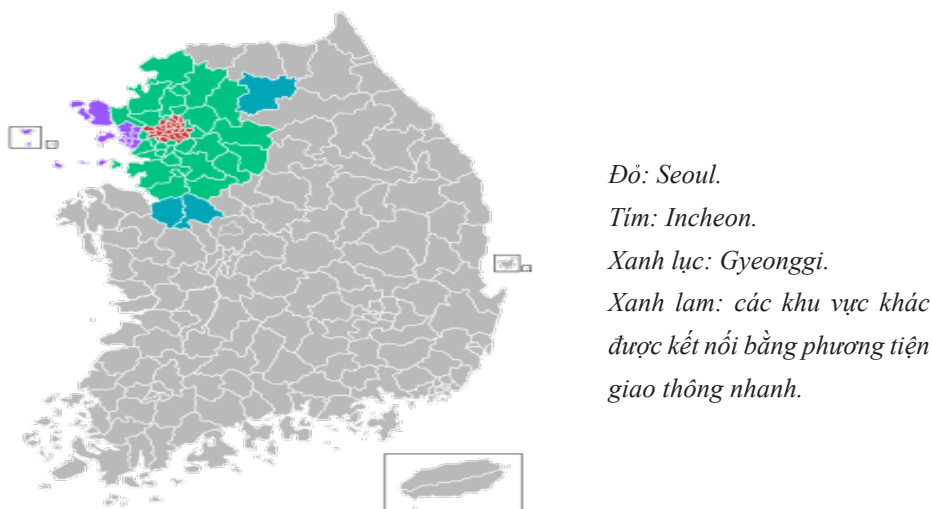 Đỏ: Seoul.
Tím: Incheon.
Xanh lục: Gyeonggi.
Xanh lam: các khu vực khác
được kết nối bằng phương tiện
giao thông nhanh.